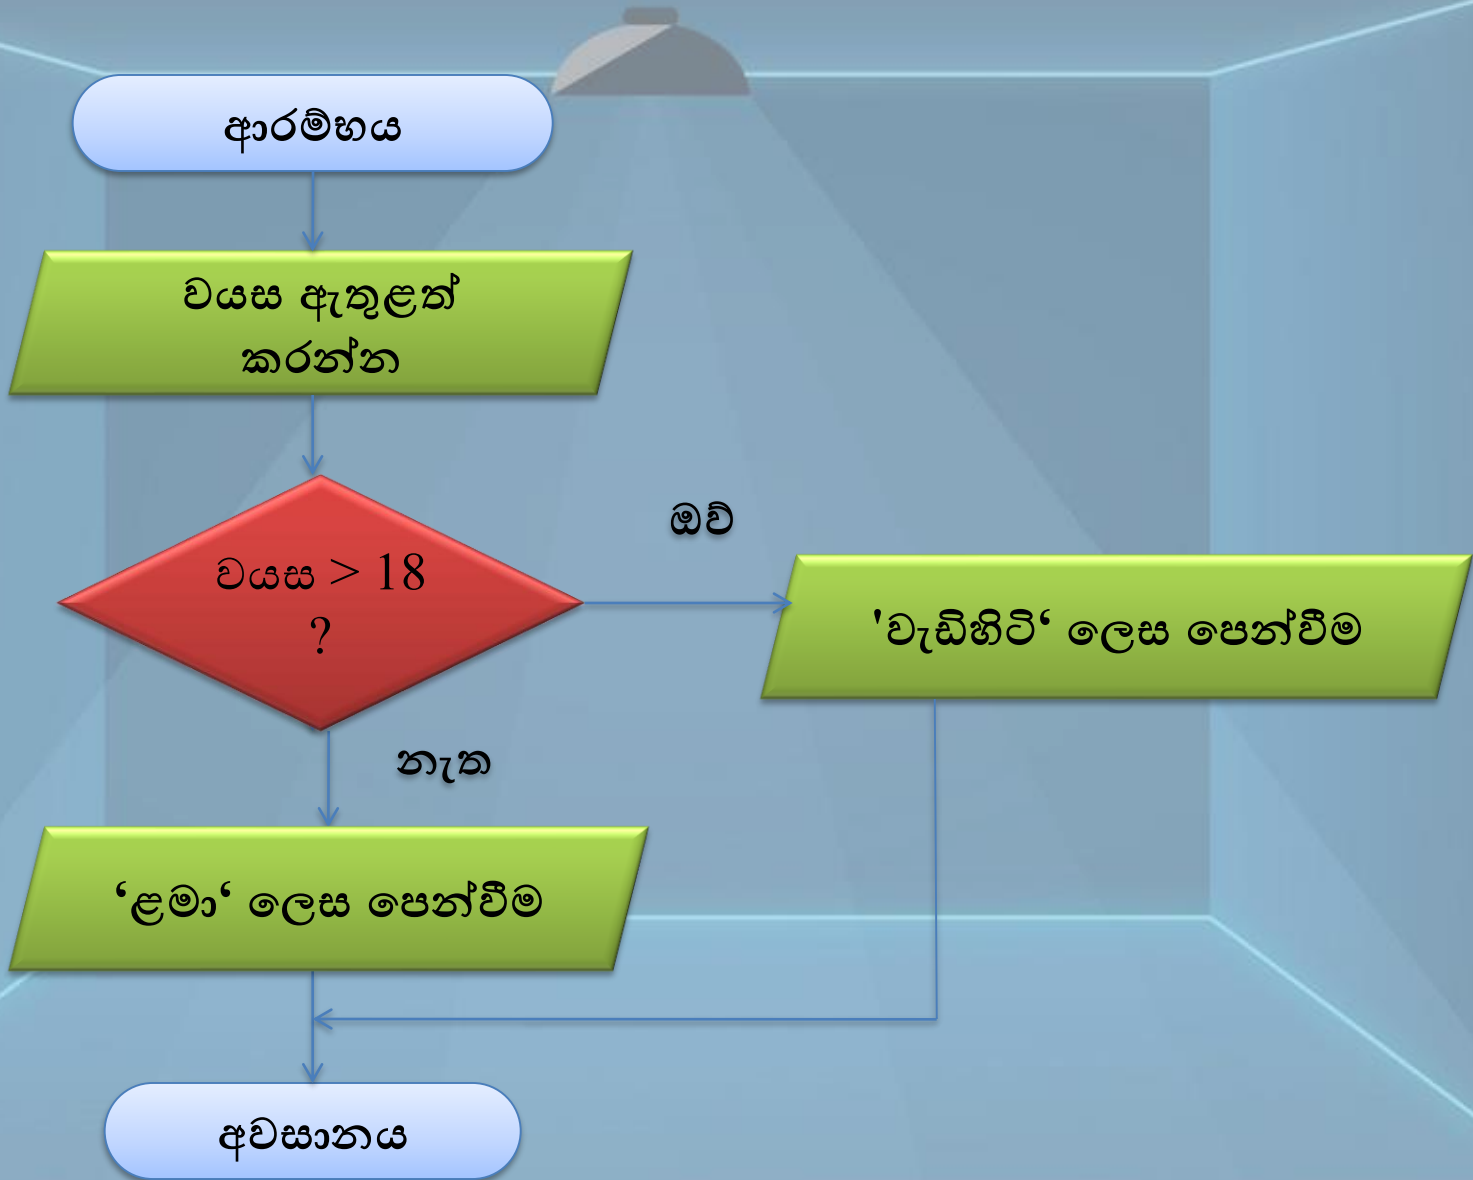 ආරම්භය
වයස ඇතුළත්
කරන්න
වයස > 18
?
ඔව්
'වැඩිහිටි‘ ලෙස පෙන්වීම
නැත
‘ළමා‘ ලෙස පෙන්වීම
අවසානය